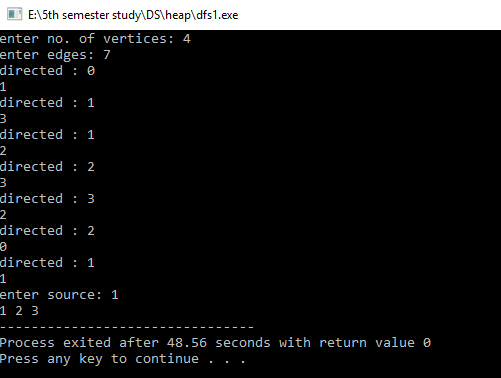 E:\5th semester study\DS\heap\dfs1.exe
enter no. of vertices: 4
enter edges: 7
directed : 0
1
directed : 1
3
directed : 1
2
directed : 2
3
directed : 3
2
directed : 2
0
directed : 1
1
enter source: 1
1 2 3
--------------------------------
Process exited after 48.56 seconds with return value 0
Press any key to continue . . .